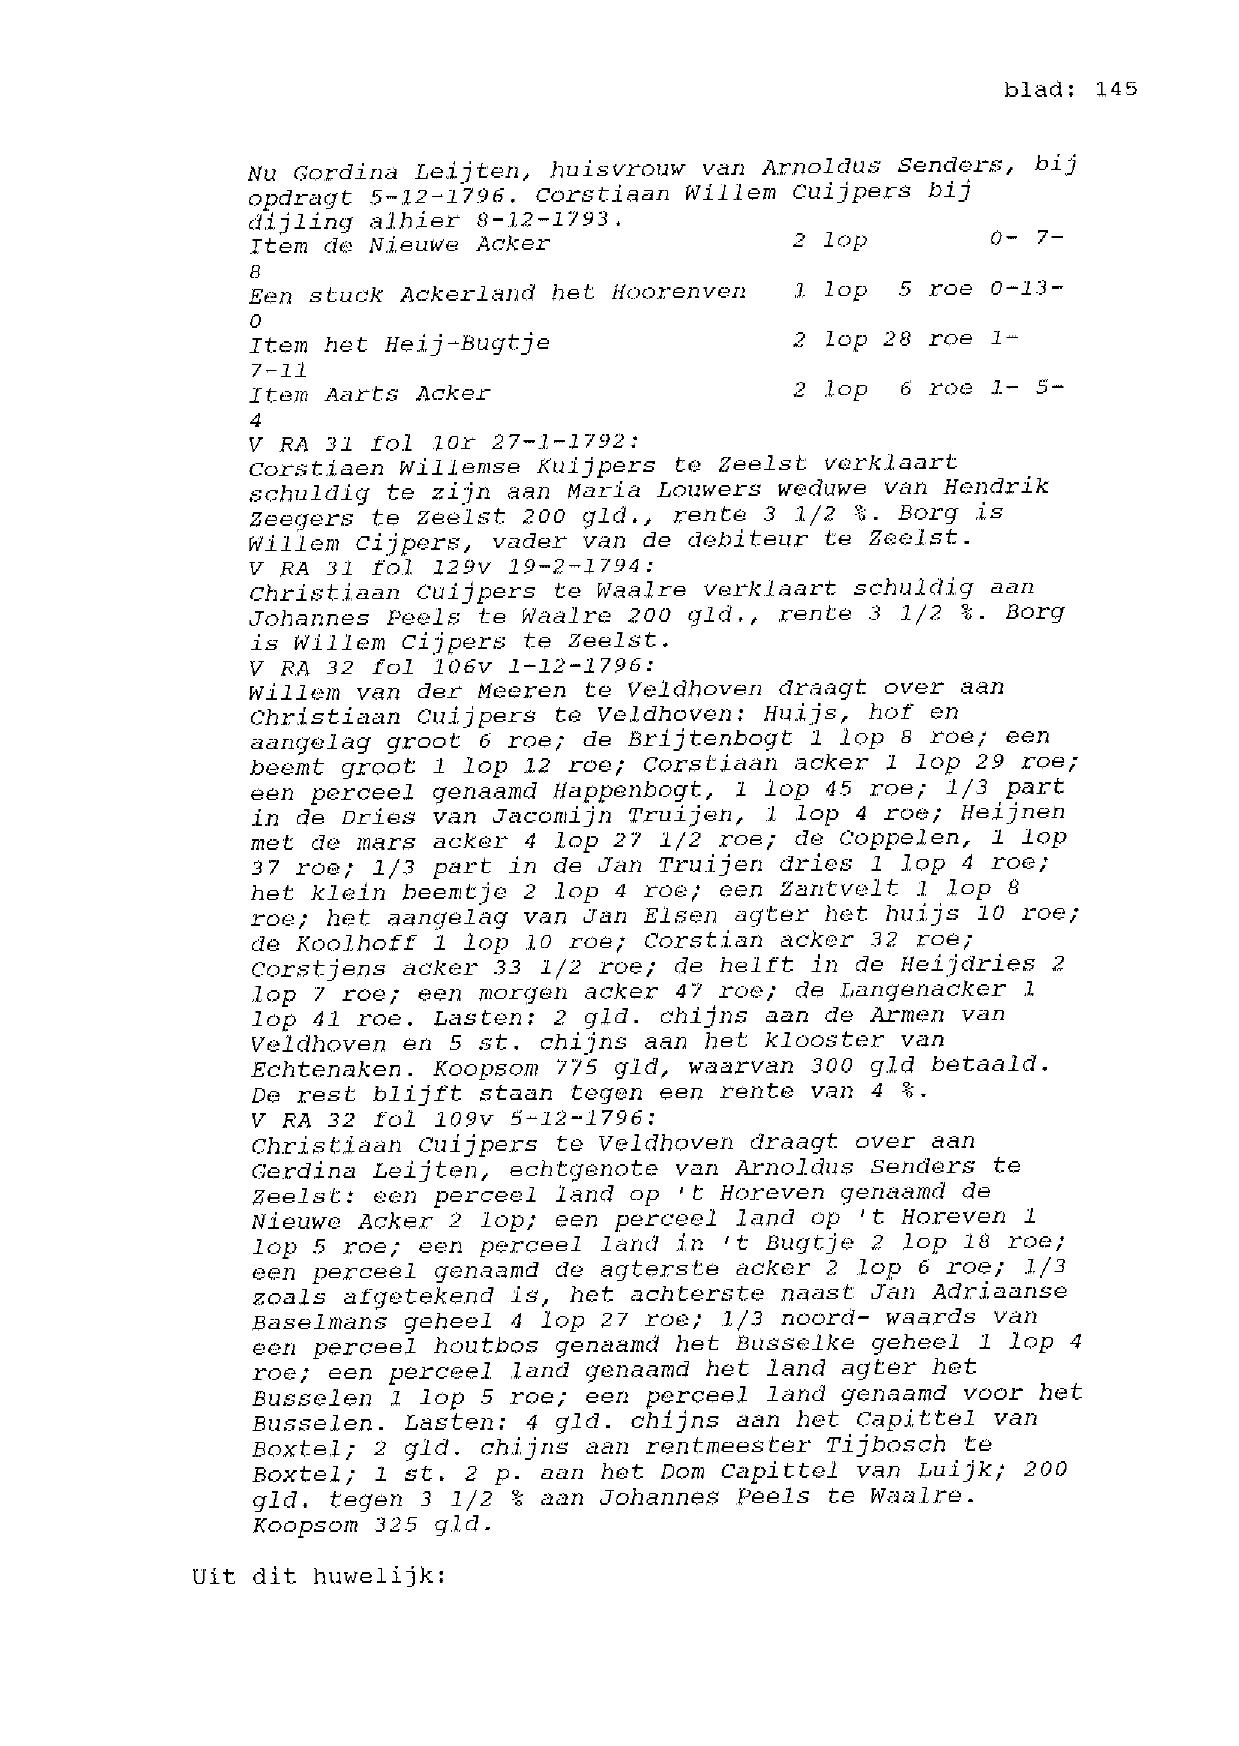 blad: 145
Nu Gordina Leijten, huisvrouw van Arnoldus Senders, bij
opdragt 5-12-1796. Corstiaan Willem Cuijpers bij
dijling alhier 8-12-1793.
Item de Nieuwe Acker 2 lop 0- 7-
8
Een stuck Ackerland het Hoorenven 1 lop 5 roe 0-13-
0
Item het Heij-Bugtje 2 lop 28 roe 1-
7-11
Item Aarts Acker 2 lop 6 roe 1- 5-
4
V RA 31 fol 10r 27-1-1792:
Corstiaen Willemse Kuijpers te Zeelst verklaart
schuldig te zijn aan Maria Louwers weduwe van Hendrik
Zeegers te Zeelst 200 gld., rente 3 1/2 %. Borg is
Willem Cijpers, vader van de debiteur te Zeelst.
V RA 31 fol 129v 19-2-1794:
Christiaan Cuijpers te Waalre verklaart schuldig aan
Johannes Peels te Waalre 200 gld., rente 3 1/2 %. Borg
is Willem Cijpers te Zeelst.
V RA 32 fol 106v 1-12-1796:
Willem van der Meeren te Veldhoven draagt over aan
Christiaan Cuijpers te Veldhoven: Huijs, hof en
aangelag groot 6 roe; de Brijtenbogt 1 lop 8 roe; een
beemt groot 1 lop 12 roe; Corstiaan acker 1 lop 29 roe;
een perceel genaamd Happenbogt, 1 lop 45 roe; 1/3 part
in de Dries van Jacomijn Truijen, 1 lop 4 roe; Heijnen
met de mars acker 4 lop 27 1/2 roe; de Coppelen, 1 lop
37 roe; 1/3 part in de Jan Truijen dries 1 lop 4 roe;
het klein beemtje 2 lop 4 roe; een Zantvelt 1 lop 8
roe; het aangelag van Jan Elsen agter het huijs 10 roe;
de Koolhoff 1 lop 10 roe; Corstian acker 32 roe;
Corstjens acker 33 1/2 roe; de helft in de Heijdries 2
lop 7 roe; een morgen acker 47 roe; de Langenacker 1
lop 41 roe. Lasten: 2 gld. chijns aan de Armen van
Veldhoven en 5 st. chijns aan het klooster van
Echtenaken. Koopsom 775 gld, waarvan 300 gld betaald.
De rest blijft staan tegen een rente van 4 %.
V RA 32 fol 109v 5-12-1796:
Christiaan Cuijpers te Veldhoven draagt over aan
Gerdina Leijten, echtgenote van Arnoldus Senders te
Zeelst: een perceel land op 't Horeven genaamd de
Nieuwe Acker 2 lop; een perceel land op 't Horeven 1
lop 5 roe; een perceel land in 't Bugtje 2 lop 18 roe;
een perceel genaamd de agterste acker 2 lop 6 roe; 1/3
zoals afgetekend is, het achterste naast Jan Adriaanse
Baselmans geheel 4 lop 27 roe; 1/3 noord- waards van
een perceel houtbos genaamd het Busselke geheel 1 lop 4
roe; een perceel land genaamd het land agter het
Busselen 1 lop 5 roe; een perceel land genaamd voor het
Busselen. Lasten: 4 gld. chijns aan het Capittel van
Boxtel; 2 gld. chijns aan rentmeester Tijbosch te
Boxtel; 1 st. 2 p. aan het Dom Capittel van Luijk; 200
gld. tegen 3 1/2 % aan Johannes Peels te Waalre.
Koopsom 325 gld.
Uit dit huwelijk: